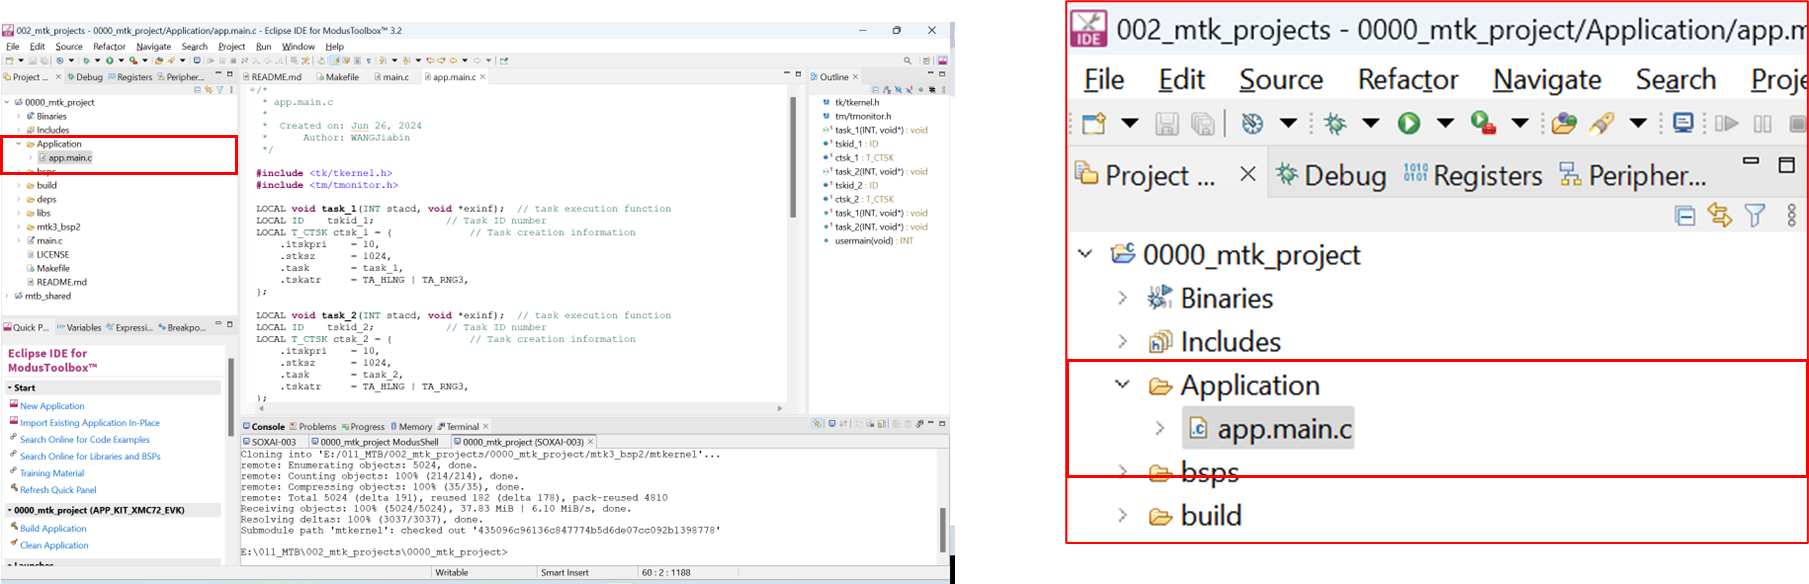 002_mtk_projects - 0000_mtk_project/Application/app.main.c - Eclipse IDE for ModusToolbox™ 3.2
File Edit Source Refactor Navigate Search Project Run Window Help
Project ... Debug Registers Peripher...
0000_mtk_project
Binaries
Includes
Application
app.main.c
bsps
build
deps
libs
mtk3_bsp2
main.c
LICENSE
Makefile
README.md
mtb_shared
Quick P... Variables Expressi... Breakpo...
Eclipse IDE for
ModusToolbox™
Start
New Application
Import Existing Application In-Place
Search Online for Code Examples
Search Online for Libraries and BSPs
Training Material
Refresh Quick Panel
0000_mtk_project (APP_KIT_XMC72_EVK)
Build Application
Clean Application
Launches
README.md Makefile main.c app.main.c
/*
* app.main.c
*
*  Created on: Jun 26, 2024
*      Author: WANGJiabin
*/
#include <tk/tkernel.h>
#include <tm/tmonitor.h>
LOCAL void task_1(INT stacd, void *exinf);  // task execution function
LOCAL ID    tskid_1;            // Task ID number
LOCAL T_CTSK ctsk_1 = {            // Task creation information
.itskpri    = 10,
.stksz      = 1024,
.task       = task_1,
.tskatr     = TA_HLNG | TA_RNG3,
};
LOCAL void task_2(INT stacd, void *exinf);  // task execution function
LOCAL ID    tskid_2;            // Task ID number
LOCAL T_CTSK ctsk_2 = {            // Task creation information
.itskpri    = 10,
.stksz      = 1024,
.task       = task_2,
.tskatr     = TA_HLNG | TA_RNG3,
};
Outline
tk/tkernel.h
tm/tmonitor.h
task_1(INT, void*) : void
tskid_1 : ID
ctsk_1 : T_CTSK
task_2(INT, void*) : void
tskid_2 : ID
ctsk_2 : T_CTSK
task_1(INT, void*) : void
task_2(INT, void*) : void
usermain(void) : INT
Console Problems Progress Memory Terminal
SOXAI-003 0000_mtk_project ModusShell 0000_mtk_project (SOXAI-003)
Cloning into 'E:/011_MTB/002_mtk_projects/0000_mtk_project/mtk3_bsp2/mtkernel'...
remote: Enumerating objects: 5024, done.
remote: Counting objects: 100% (214/214), done.
remote: Compressing objects: 100% (35/35), done.
remote: Total 5024 (delta 191), reused 182 (delta 178), pack-reused 4810
Receiving objects: 100% (5024/5024), 37.83 MiB | 6.10 MiB/s, done.
Resolving deltas: 100% (3037/3037), done.
Submodule path 'mtkernel': checked out '435096c96136c847774b5d6de07cc092b1398778'
E:\011_MTB\002_mtk_projects\0000_mtk_project>
Writable Smart Insert 60 : 2 : 1188
IDE 002_mtk_projects - 0000_mtk_project/Application/app.m
File Edit Source Refactor Navigate Search Proje
Project ... Debug Registers Peripher...
0000_mtk_project
Binaries
Includes
Application
app.main.c
bsps
build